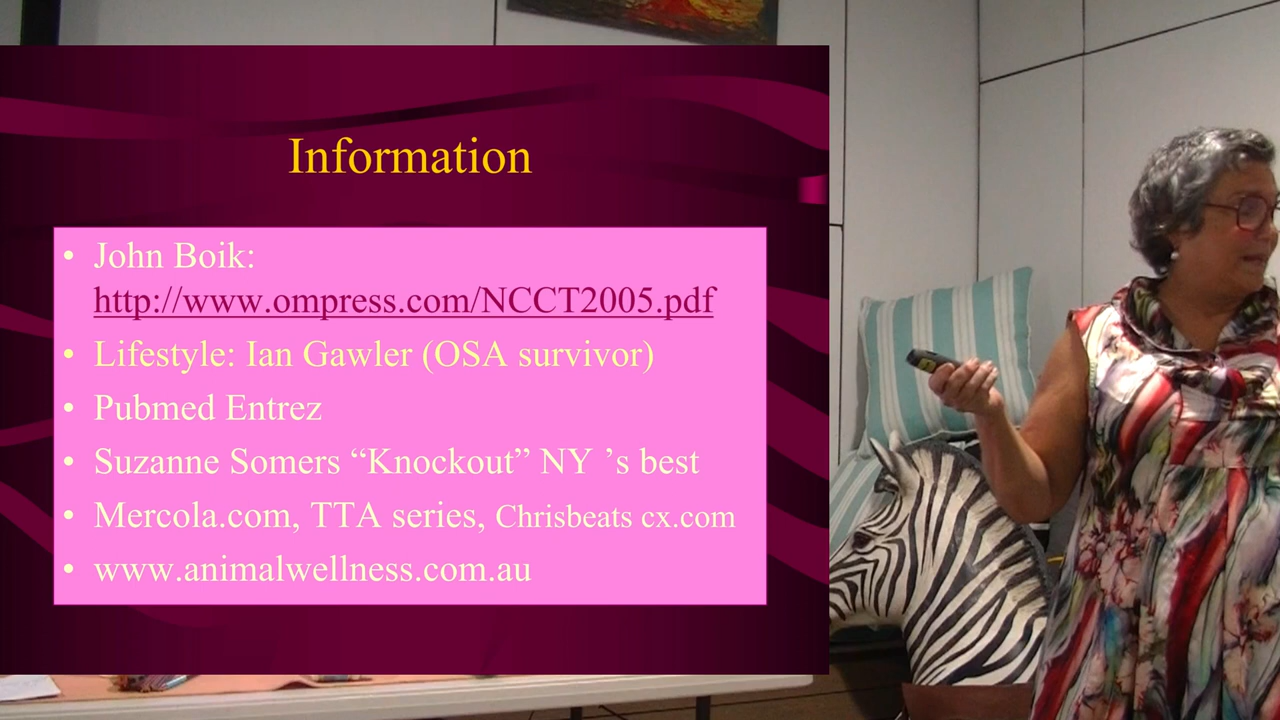 Information
• John Boik:
http://www.ompress.com/NCCT2005.pdf
• Lifestyle: Ian Gawler (OSA survivor)
• Pubmed Entrez
• Suzanne Somers “Knockout” NY ’s best
• Mercola.com, TTA series, Chrisbeats cx.com
• www.animalwellness.com.au